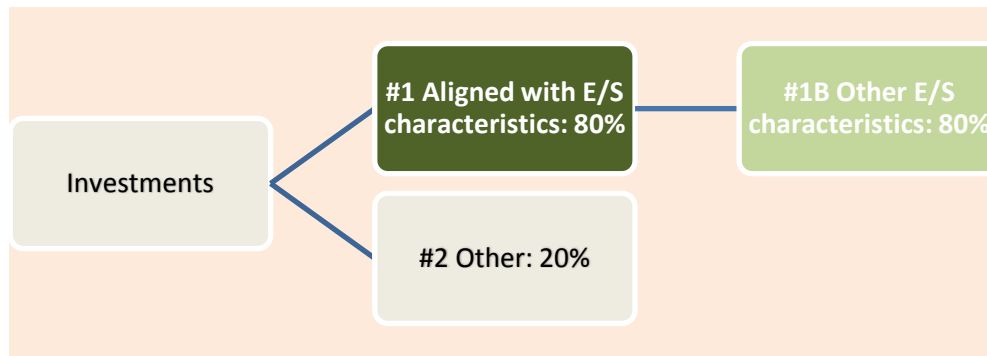 #1 Aligned with E/S
characteristics: 80%
#1B Other E/S
characteristics: 80%
Investments
#2 Other: 20%